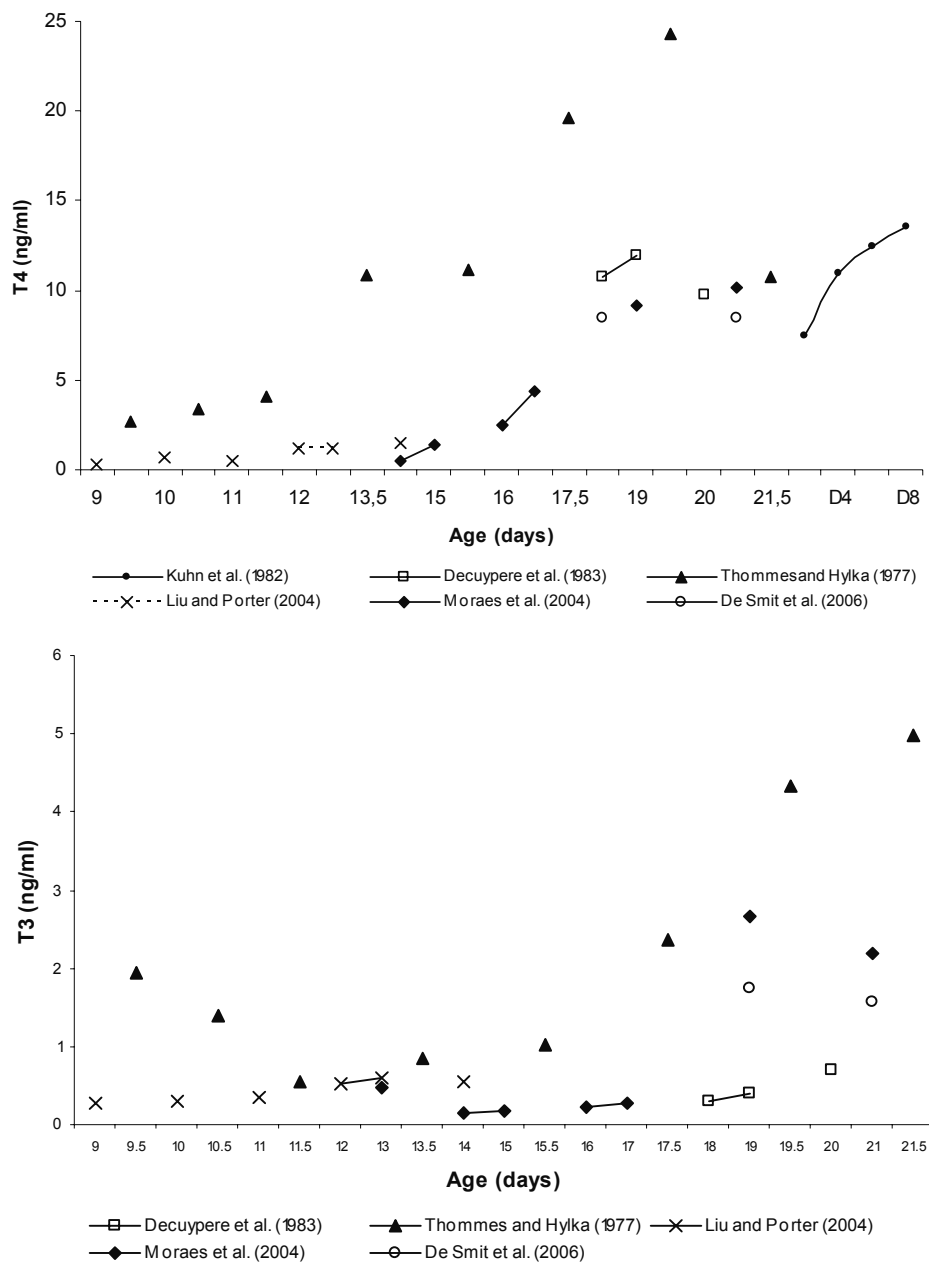 25
20
15
10
5
0
T4 (ng/ml)
9 10 11 12 13,5 15 16 17,5 19 20 21,5 D4 D8
Age (days)
Kuhn et al. (1982) Decuypere et al. (1983) Thommesand Hylka (1977)
Liu and Porter (2004) Moraes et al. (2004) De Smit et al. (2006)
6
5
4
3
2
1
0
T3 (ng/ml)
9 9.5 10 10.5 11 11.5 12 13 13.5 14 15 15.5 16 17 17.5 18 19 19.5 20 21 21.5
Age (days)
Decuypere et al. (1983) Thommes and Hylka (1977) Liu and Porter (2004)
Moraes et al. (2004) De Smit et al. (2006)